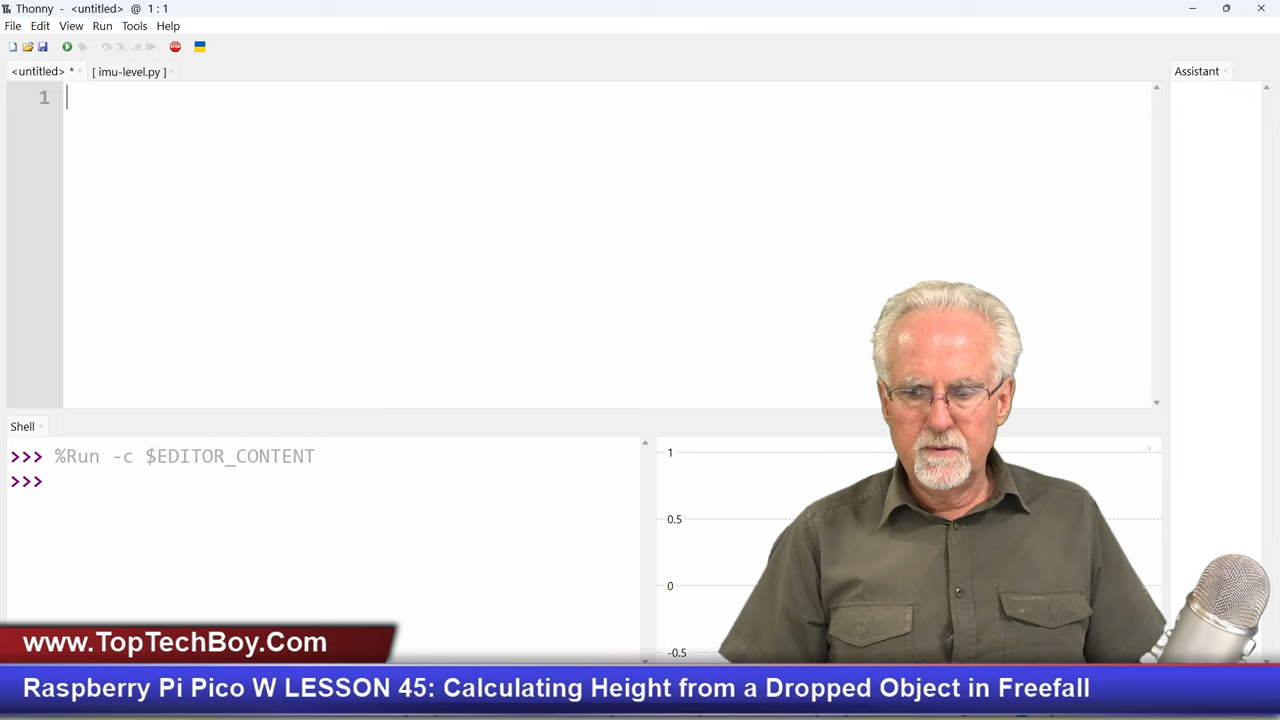 Thonny - <untitled> @ 1 : 1
File Edit View Run Tools Help
<untitled> *
[ imu-level.py ]
Assistant
1
Shell
>>> %Run -c $EDITOR_CONTENT
>>>
1
0.5
0
-0.5
www.TopTechBoy.Com
Raspberry Pi Pico W LESSON 45: Calculating Height from a Dropped Object in Freefall